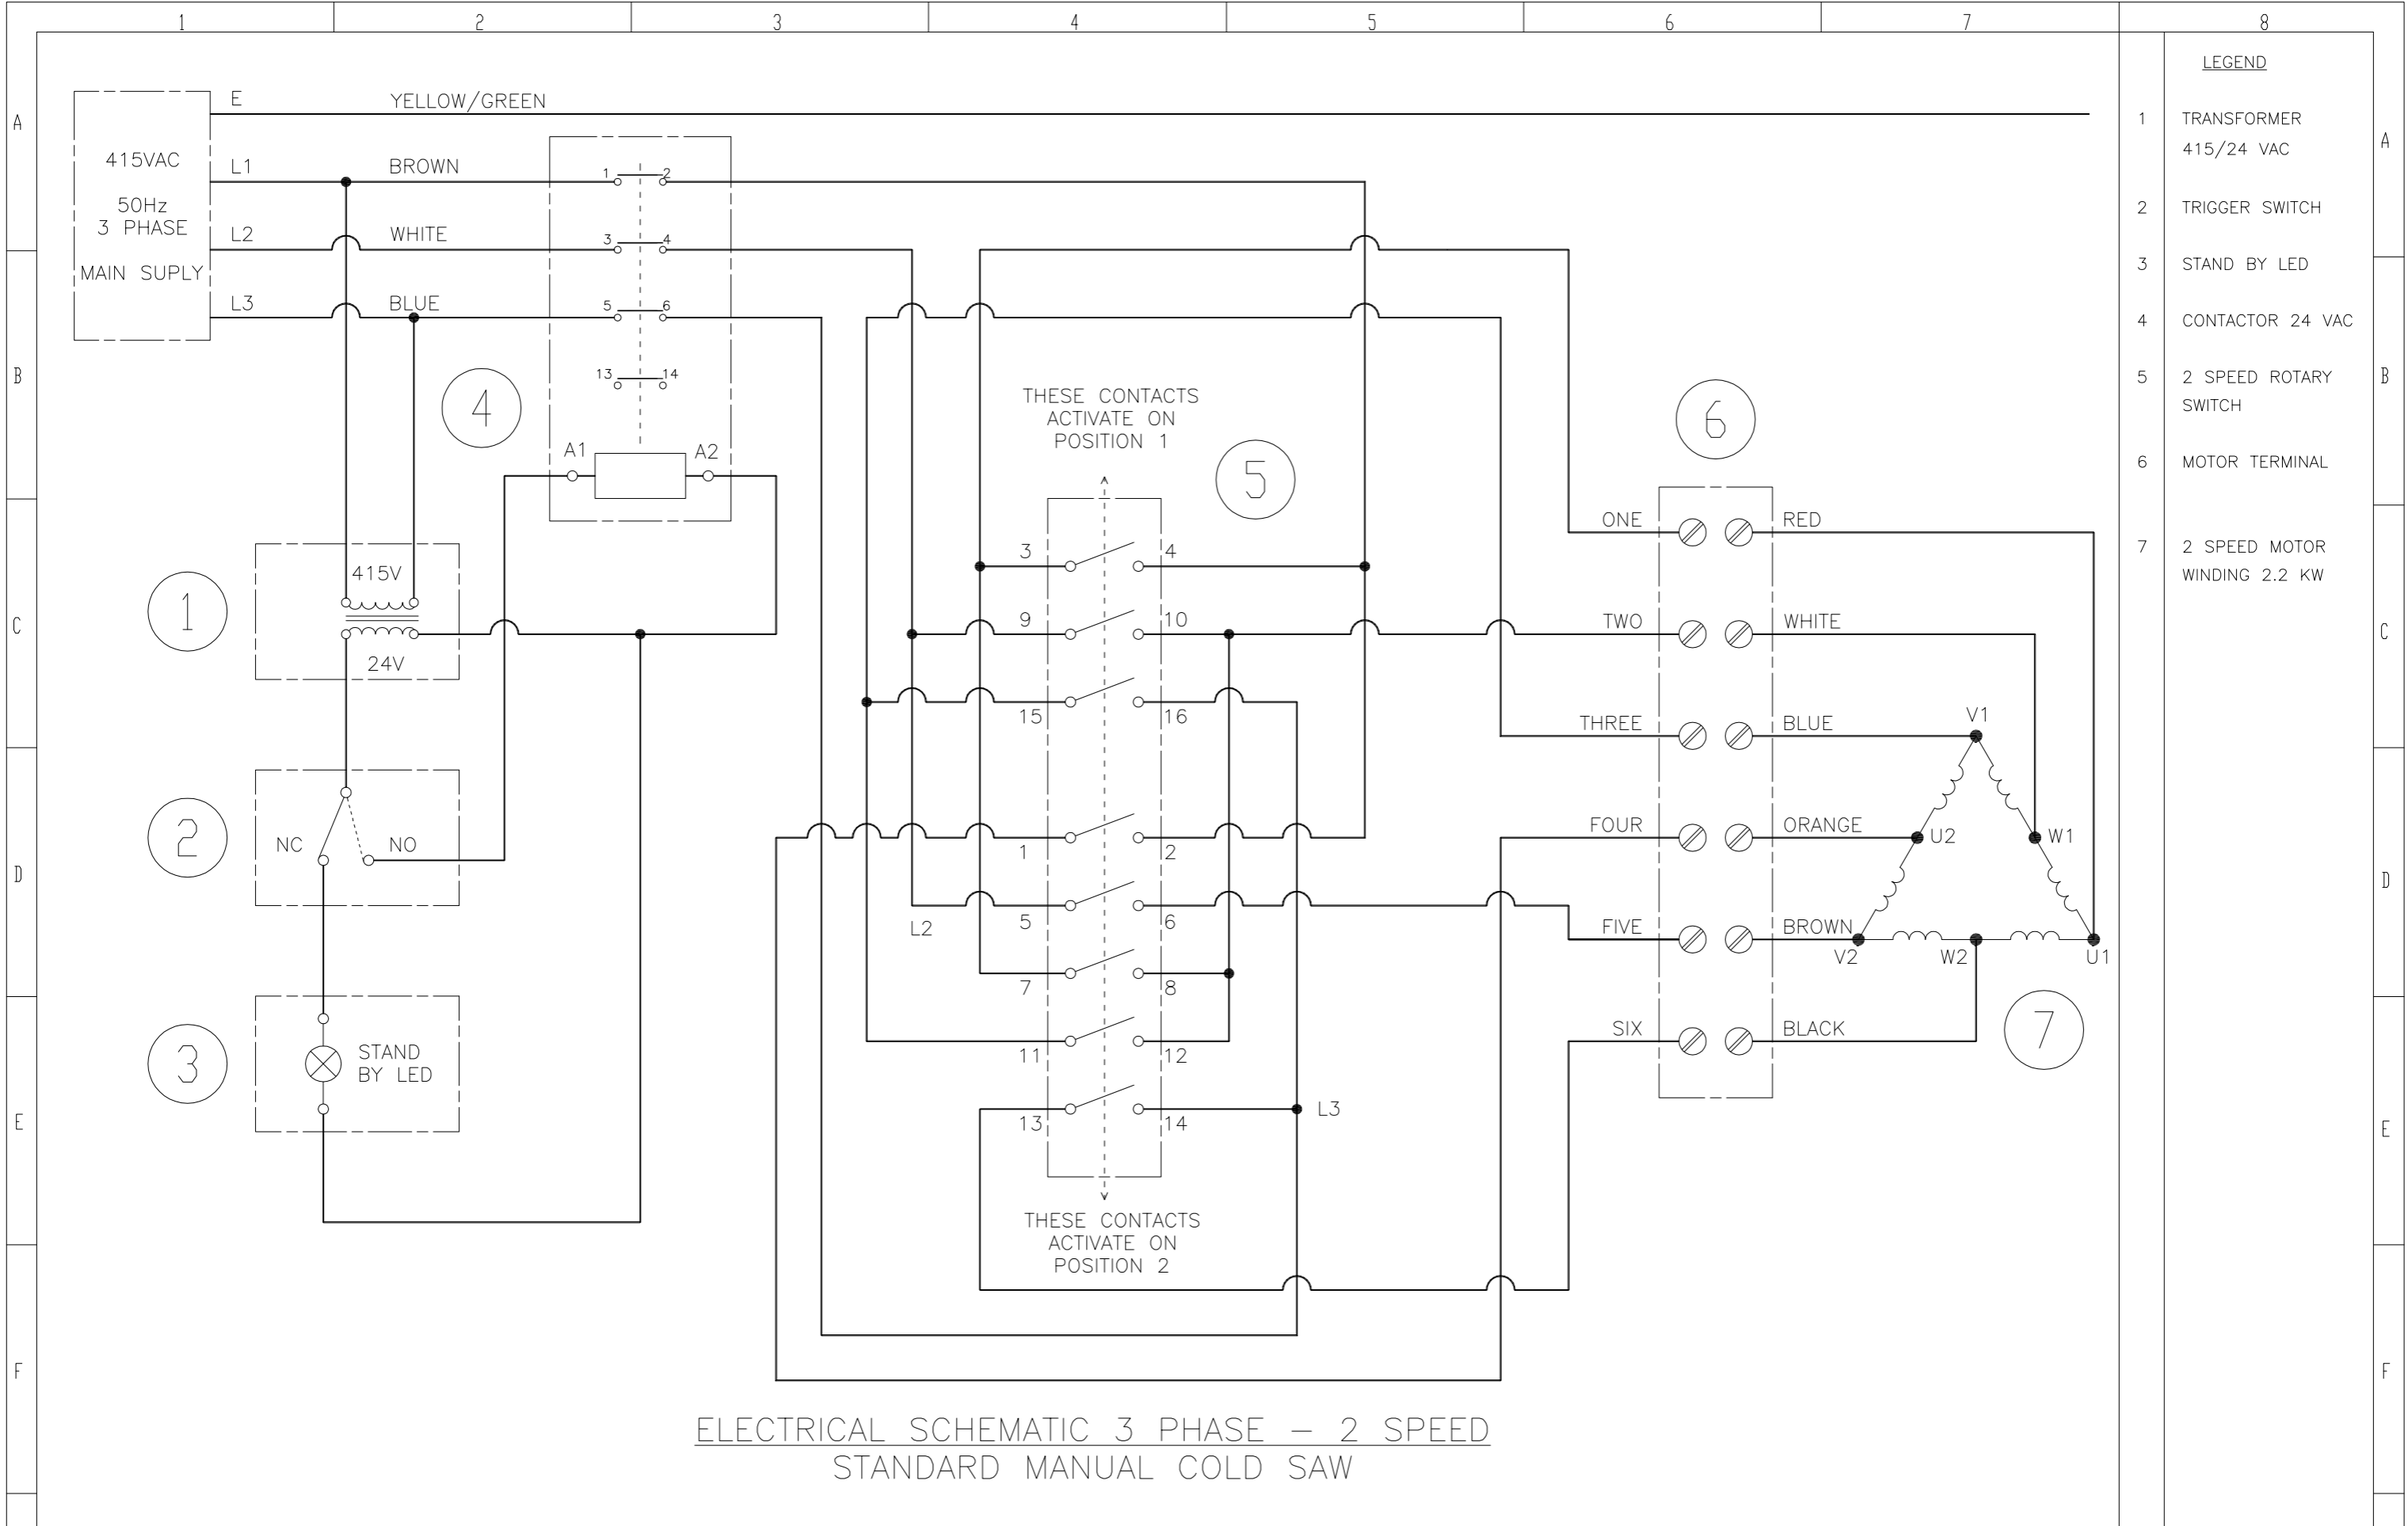 1 2 3 4 5 6 7 8
A
B
C
D
E
F
A
B
C
D
E
F
415VAC
50Hz
3 PHASE
MAIN SUPLY
E YELLOW/GREEN
L1 BROWN
L2 WHITE
L3 BLUE
1 2
3 4
5 6
13 14
A1 A2
4
1
415V
24V
2
NC NO
3
STAND
BY LED
THESE CONTACTS
ACTIVATE ON
POSITION 1
5
3 4
9 10
15 16
1 2
L2
5 6
7 8
11 12
13 14
L3
THESE CONTACTS
ACTIVATE ON
POSITION 2
6
ONE RED
TWO WHITE
THREE BLUE
FOUR ORANGE
FIVE BROWN
SIX BLACK
V1
U2 W1
V2 W2 U1
7
LEGEND
1 TRANSFORMER
415/24 VAC
2 TRIGGER SWITCH
3 STAND BY LED
4 CONTACTOR 24 VAC
5 2 SPEED ROTARY
SWITCH
6 MOTOR TERMINAL
7 2 SPEED MOTOR
WINDING 2.2 KW
ELECTRICAL SCHEMATIC 3 PHASE – 2 SPEED
STANDARD MANUAL COLD SAW